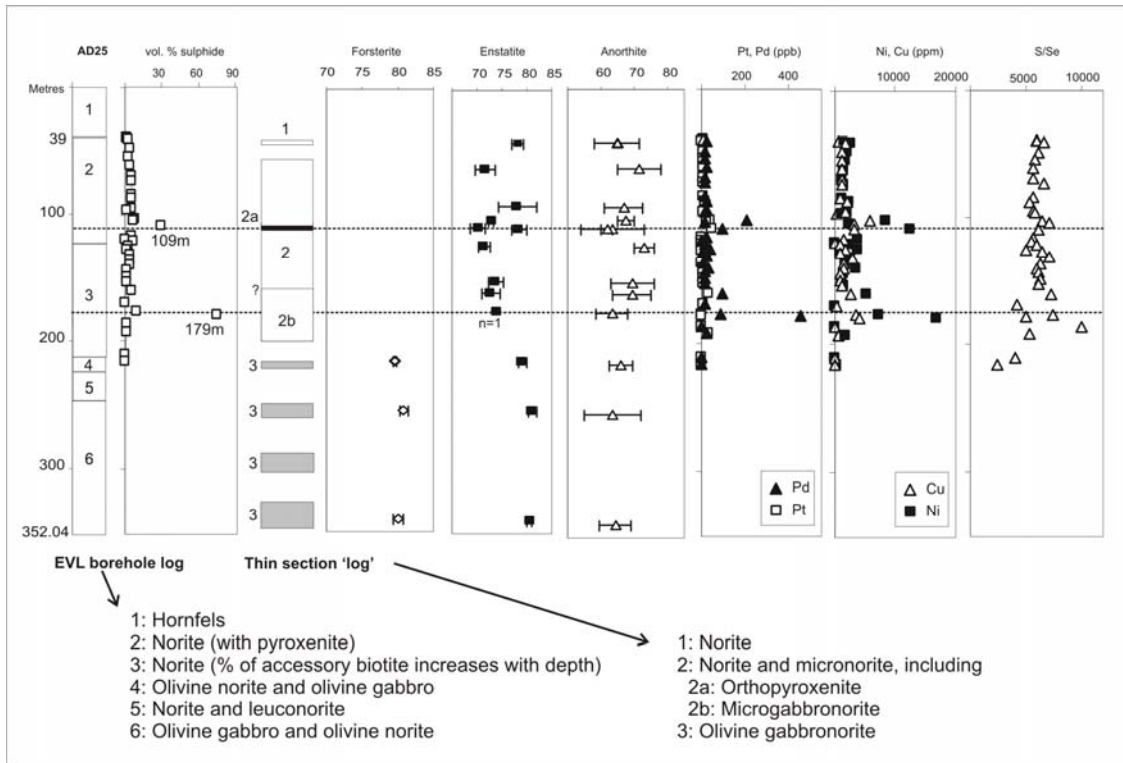 AD25
vol. % sulphide
Forsterite
Enstatite
Anorthite
Pt, Pd (ppb)
Ni, Cu (ppm)
S/Se
30 60 90
70 75 80 85
70 75 80 85
60 70 80
200 400
10000 20000
5000 10000
Metres
1
39
2
100
3
200
4
5
6
300
352.04
109m
179m
1
2a
2
?
2b
3
3
3
3
n=1
Pd
Pt
Cu
Ni
EVL borehole log
Thin section 'log'
1: Hornfels
2: Norite (with pyroxenite)
3: Norite (% of accessory biotite increases with depth)
4: Olivine norite and olivine gabbro
5: Norite and leuconorite
6: Olivine gabbro and olivine norite
1: Norite
2: Norite and micronorite, including
2a: Orthopyroxenite
2b: Microgabbronorite
3: Olivine gabbronorite